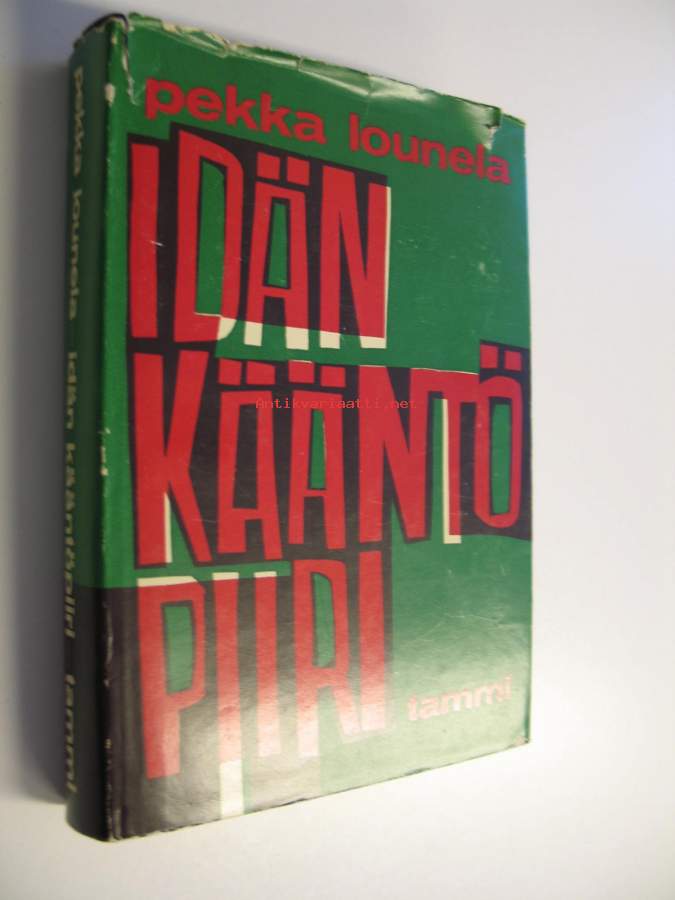 pekka lounela
IDÄN
KÄÄNTÖ
PIIRI
tammi
pekka lounela idän kääntöpiiri tammi
Antikvariaatti.net